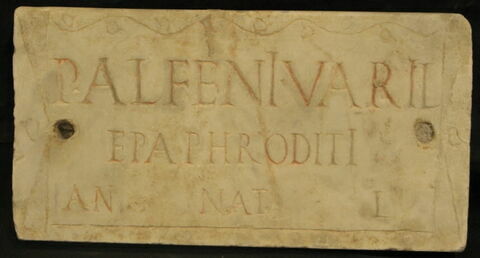 P·ALFENI·VARI L
EPAPHRODITI
AN NAT L